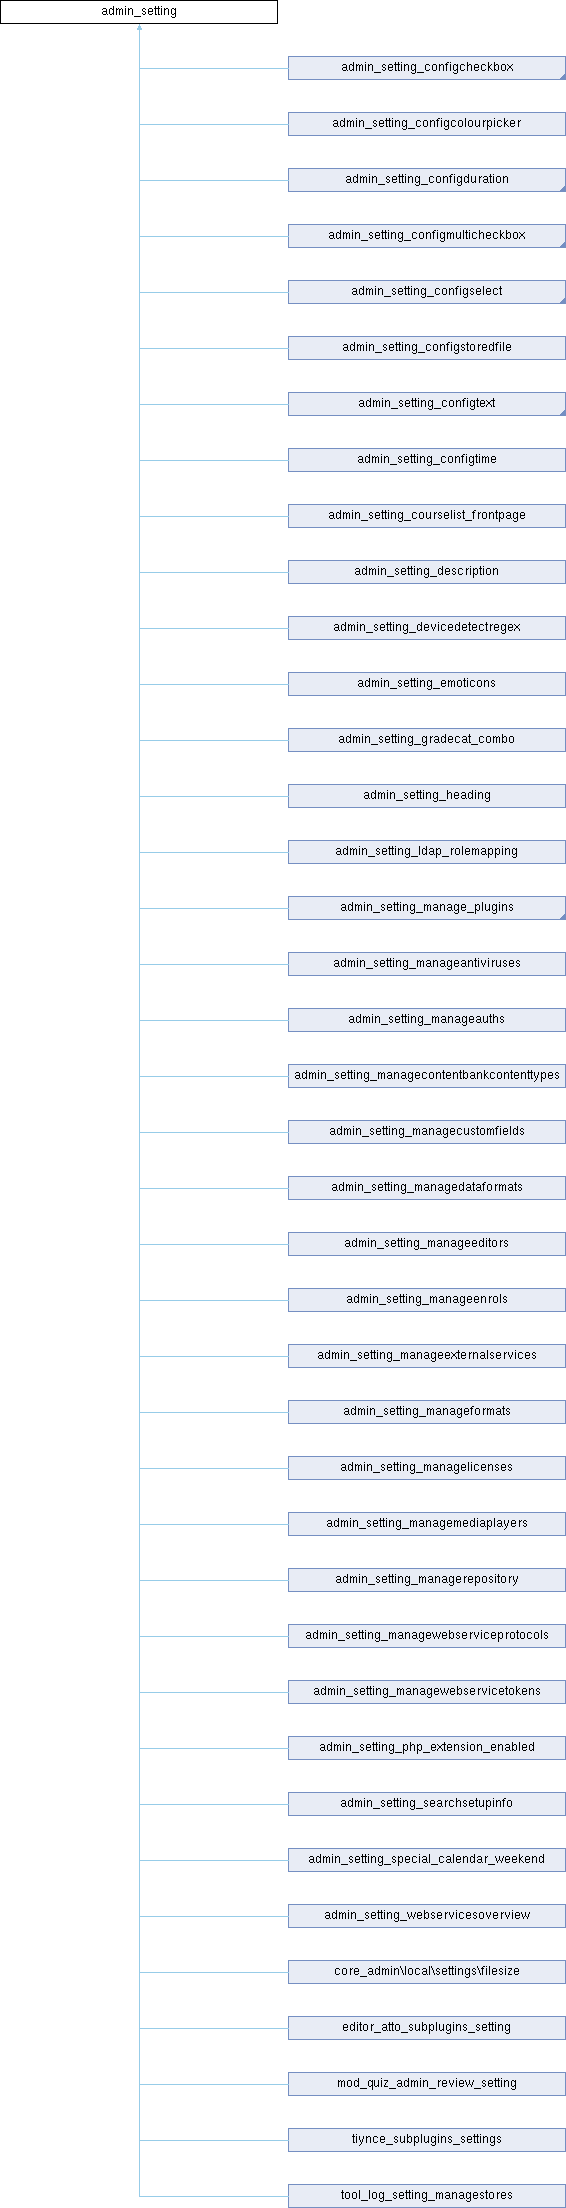 admin_setting
admin_setting_configcheckbox
admin_setting_configcolourpicker
admin_setting_configduration
admin_setting_configmulticheckbox
admin_setting_configselect
admin_setting_configstoredfile
admin_setting_configtext
admin_setting_configtime
admin_setting_courselist_frontpage
admin_setting_description
admin_setting_devicedetectregex
admin_setting_emoticons
admin_setting_gradecat_combo
admin_setting_heading
admin_setting_ldap_rolemapping
admin_setting_manage_plugins
admin_setting_manageantiviruses
admin_setting_manageauths
admin_setting_managecontentbankcontenttypes
admin_setting_managecustomfields
admin_setting_managedataformats
admin_setting_manageeditors
admin_setting_manageenrols
admin_setting_manageexternalservices
admin_setting_manageformats
admin_setting_managelicenses
admin_setting_managemediaplayers
admin_setting_managerepository
admin_setting_managewebserviceprotocols
admin_setting_managewebservicetokens
admin_setting_php_extension_enabled
admin_setting_searchsetupinfo
admin_setting_special_calendar_weekend
admin_setting_webservicesoverview
core_admin\local\settings\filesize
editor_atto_subplugins_setting
mod_quiz_admin_review_setting
tiynce_subplugins_settings
tool_log_setting_managestores